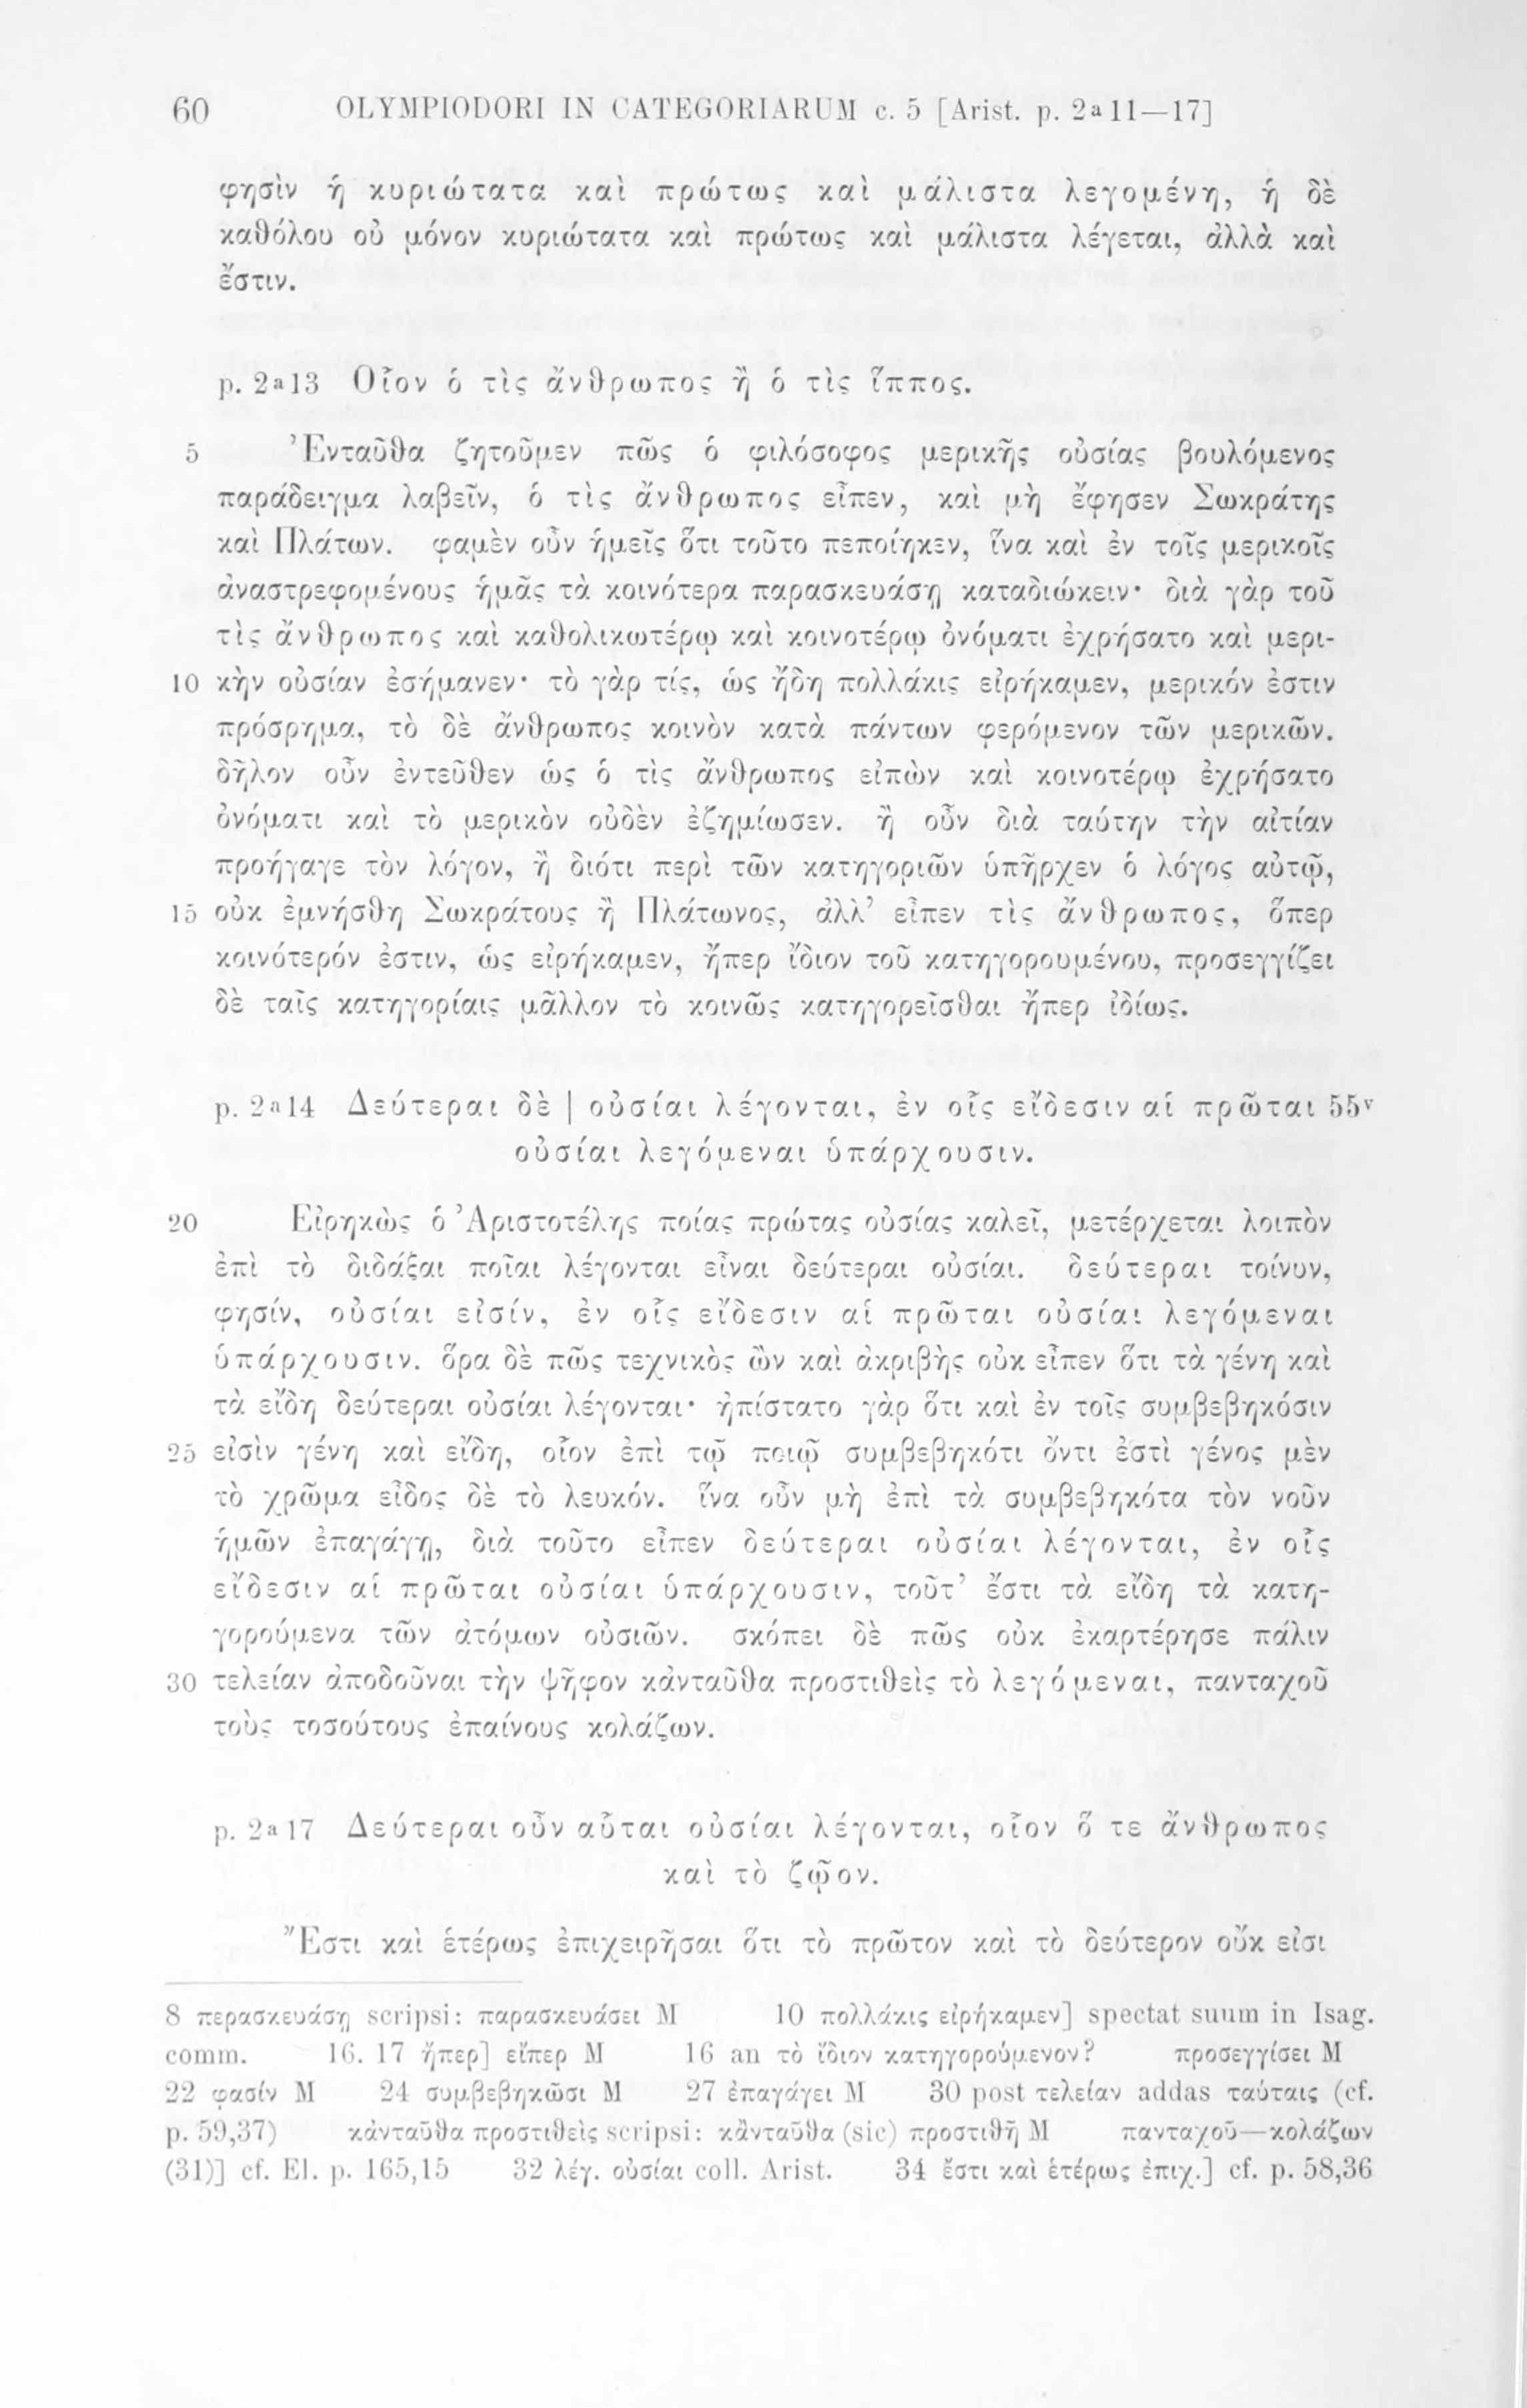 60 OLYMPIODORI IN CATEGORIARUM c. 5 [Arist. p. 2a11—17]
φησὶν ἡ κυριώτατα καὶ πρώτως καὶ μάλιστα λεγομένη, ἡ δὲ
καθόλου οὐ μόνον κυριώτατα καὶ πρώτως καὶ μάλιστα λέγεται, ἀλλὰ καὶ
ἔστιν.
p. 2a13 Οἷον ὁ τὶς ἄνθρωπος ἢ ὁ τὶς ἵππος.
5 Ἐνταῦθα ζητοῦμεν πῶς ὁ φιλόσοφος μερικῆς οὐσίας βουλόμενος
παράδειγμα λαβεῖν, ὁ τὶς ἄνθρωπος εἶπεν, καὶ μὴ ἔφησεν Σωκράτης
καὶ Πλάτων. φαμὲν οὖν ἡμεῖς ὅτι τοῦτο πεποίηκεν, ἵνα καὶ ἐν τοῖς μερικοῖς
ἀναστρεφομένους ἡμᾶς τὰ κοινότερα παρασκευάσῃ καταδιώκειν· διὰ γὰρ τοῦ
τὶς ἄνθρωπος καὶ καθολικωτέρῳ καὶ κοινοτέρῳ ὀνόματι ἐχρήσατο καὶ μερι-
10 κὴν οὐσίαν ἐσήμανεν· τὸ γὰρ τίς, ὡς ἤδη πολλάκις εἰρήκαμεν, μερικόν ἐστιν
πρόσρημα, τὸ δὲ ἄνθρωπος κοινὸν κατὰ πάντων φερόμενον τῶν μερικῶν.
δῆλον οὖν ἐντεῦθεν ὡς ὁ τὶς ἄνθρωπος εἰπὼν καὶ κοινοτέρῳ ἐχρήσατο
ὀνόματι καὶ τὸ μερικὸν οὐδὲν ἐζημίωσεν. ἢ οὖν διὰ ταύτην τὴν αἰτίαν
προήγαγε τὸν λόγον, ἢ διότι περὶ τῶν κατηγοριῶν ὑπῆρχεν ὁ λόγος αὐτῷ,
15 οὐκ ἐμνήσθη Σωκράτους ἢ Πλάτωνος, ἀλλ’ εἶπεν τὶς ἄνθρωπος, ὅπερ
κοινότερόν ἐστιν, ὡς εἰρήκαμεν, ἤπερ ἴδιον τοῦ κατηγορουμένου, προσεγγίζει
δὲ ταῖς κατηγορίαις μᾶλλον τὸ κοινῶς κατηγορεῖσθαι ἤπερ ἰδίως.
p. 2a14 Δεύτεραι δὲ | οὐσίαι λέγονται, ἐν οἷς εἴδεσιν αἱ πρῶται 55v
οὐσίαι λεγόμεναι ὑπάρχουσιν.
20 Εἰρηκὼς ὁ Ἀριστοτέλης ποίας πρώτας οὐσίας καλεῖ, μετέρχεται λοιπὸν
ἐπὶ τὸ διδάξαι ποῖαι λέγονται εἶναι δεύτεραι οὐσίαι. δεύτεραι τοίνυν,
φησίν, οὐσίαι εἰσίν, ἐν οἷς εἴδεσιν αἱ πρῶται οὐσίαι λεγόμεναι
ὑπάρχουσιν. ὅρα δὲ πῶς τεχνικὸς ὢν καὶ ἀκριβὴς οὐκ εἶπεν ὅτι τὰ γένη καὶ
τὰ εἴδη δεύτεραι οὐσίαι λέγονται· ἠπίστατο γὰρ ὅτι καὶ ἐν τοῖς συμβεβηκόσιν
25 εἰσὶν γένη καὶ εἴδη, οἷον ἐπὶ τῷ ποιῷ συμβεβηκότι ὄντι ἐστὶ γένος μὲν
τὸ χρῶμα εἶδος δὲ τὸ λευκόν. ἵνα οὖν μὴ ἐπὶ τὰ συμβεβηκότα τὸν νοῦν
ἡμῶν ἐπαγάγῃ, διὰ τοῦτο εἶπεν δεύτεραι οὐσίαι λέγονται, ἐν οἷς
εἴδεσιν αἱ πρῶται οὐσίαι ὑπάρχουσιν, τοῦτ’ ἔστι τὰ εἴδη τὰ κατη-
γορούμενα τῶν ἀτόμων οὐσιῶν. σκόπει δὲ πῶς οὐκ ἐκαρτέρησε πάλιν
30 τελείαν ἀποδοῦναι τὴν ψῆφον κἀνταῦθα προστιθεὶς τὸ λεγόμεναι, πανταχοῦ
τοὺς τοσούτους ἐπαίνους κολάζων.
p. 2a17 Δεύτεραι οὖν αὗται οὐσίαι λέγονται, οἷον ὅ τε ἄνθρωπος
καὶ τὸ ζῷον.
Ἔστι καὶ ἑτέρως ἐπιχειρῆσαι ὅτι τὸ πρῶτον καὶ τὸ δεύτερον οὔκ εἰσι
8 περασκευάσῃ scripsi: παρασκευάσει M 10 πολλάκις εἰρήκαμεν] spectat suum in Isag.
comm. 16. 17 ἤπερ] εἴπερ M 16 an τὸ ἴδιον κατηγορούμενον? προσεγγίσει M
22 φασίν M 24 συμβεβηκῶσι M 27 ἐπαγάγει M 30 post τελείαν addas ταύταις (cf.
p. 59,37) κἀνταῦθα προστιθεὶς scripsi: κἂνταῦθα (sic) προστιθῆ M πανταχοῦ—κολάζων
(31)] cf. El. p. 165,15 32 λέγ. οὐσίαι coll. Arist. 34 ἔστι καὶ ἑτέρως ἐπιχ.] cf. p. 58,36